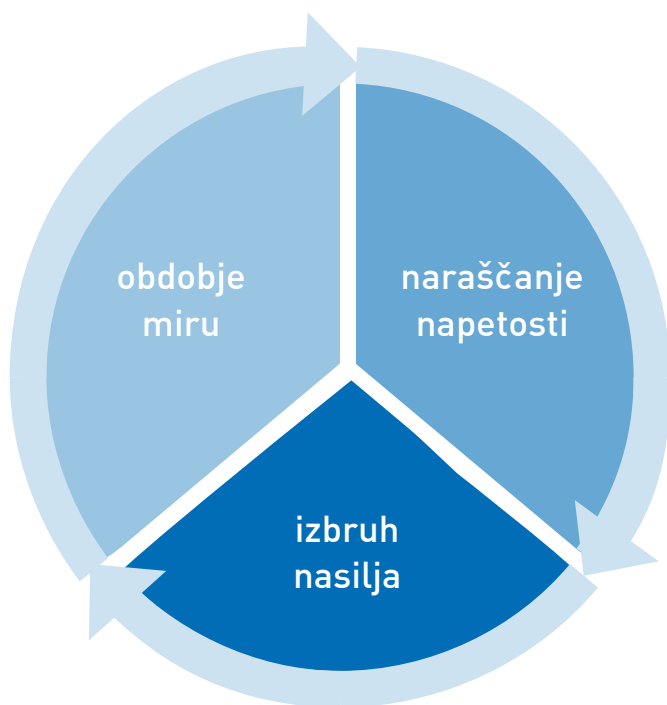 obdobje
miru
naraščanje
napetosti
izbruh
nasilja